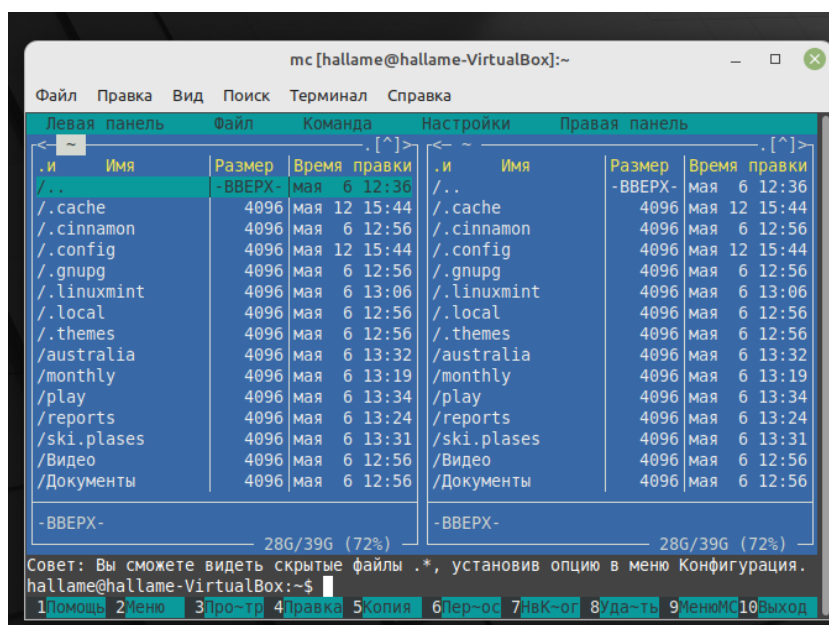 mc [hallame@hallame-VirtualBox]:~
Файл Правка Вид Поиск Терминал Справка
Левая панель Файл Команда Настройки Правая панель
<- ~ .[^]> <- ~ .[^]>
.и Имя Размер Время правки .и Имя Размер Время правки
/.. -ВВЕРХ- мая 6 12:36 /.. -ВВЕРХ- мая 6 12:36
/.cache 4096 мая 12 15:44 /.cache 4096 мая 12 15:44
/.cinnamon 4096 мая 6 12:56 /.cinnamon 4096 мая 6 12:56
/.config 4096 мая 12 15:44 /.config 4096 мая 12 15:44
/.gnupg 4096 мая 6 12:56 /.gnupg 4096 мая 6 12:56
/.linuxmint 4096 мая 6 13:06 /.linuxmint 4096 мая 6 13:06
/.local 4096 мая 6 12:56 /.local 4096 мая 6 12:56
/.themes 4096 мая 6 12:56 /.themes 4096 мая 6 12:56
/australia 4096 мая 6 13:32 /australia 4096 мая 6 13:32
/monthly 4096 мая 6 13:19 /monthly 4096 мая 6 13:19
/play 4096 мая 6 13:34 /play 4096 мая 6 13:34
/reports 4096 мая 6 13:24 /reports 4096 мая 6 13:24
/ski.plases 4096 мая 6 13:31 /ski.plases 4096 мая 6 13:31
/Видео 4096 мая 6 12:56 /Видео 4096 мая 6 12:56
/Документы 4096 мая 6 12:56 /Документы 4096 мая 6 12:56
-ВВЕРХ- -ВВЕРХ-
28G/39G (72%) 28G/39G (72%)
Совет: Вы сможете видеть скрытые файлы .*, установив опцию в меню Конфигурация.
hallame@hallame-VirtualBox:~$
1Помощь 2Меню 3Про~тр 4Правка 5Копия 6Пер~ос 7НвК~ог 8Уда~ть 9МенюМС10Выход